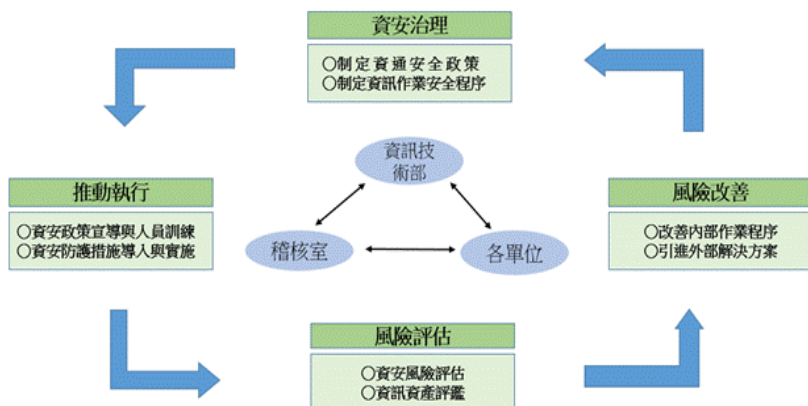 資安治理
○制定資通安全政策
○制定資訊作業安全程序
資訊技
術部
推動執行
○資安政策宣導與人員訓練
○資安防護措施導入與實施
稽核室
各單位
風險改善
○改善內部作業程序
○引進外部解決方案
風險評估
○資安風險評估
○資訊資產評鑑